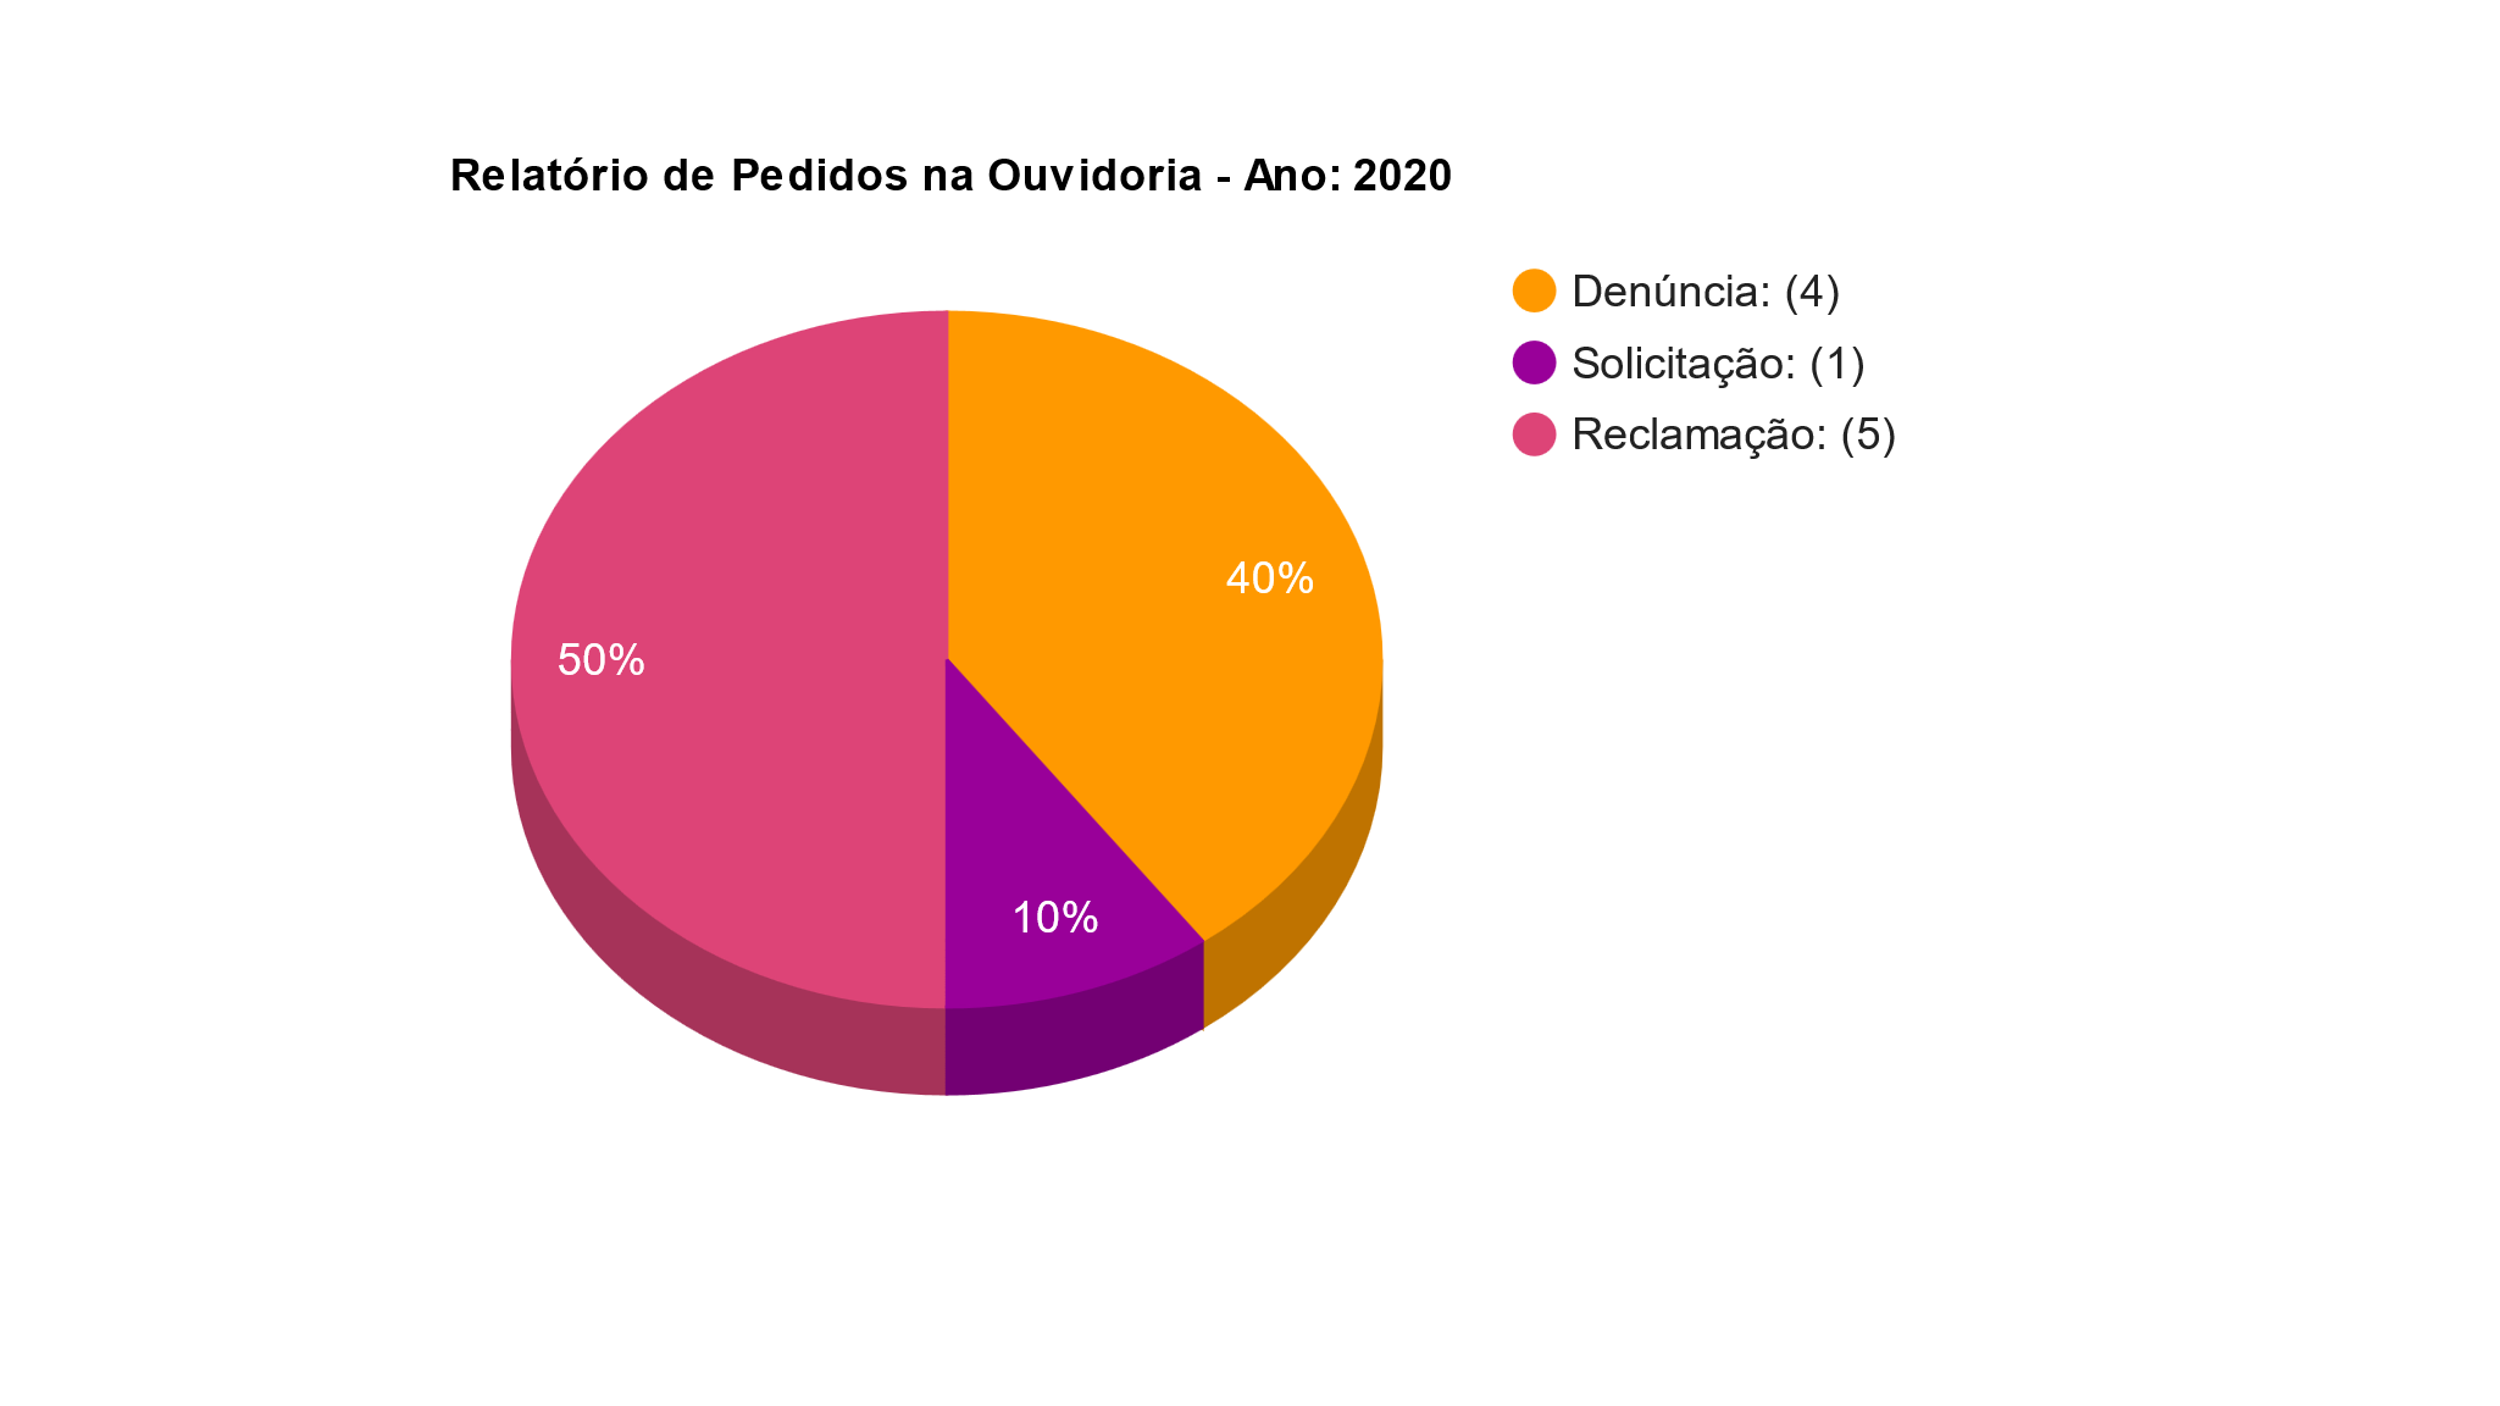 Relatório de Pedidos na Ouvidoria - Ano: 2020
Denúncia: (4)
Solicitação: (1)
Reclamação: (5)
40%
50%
10%